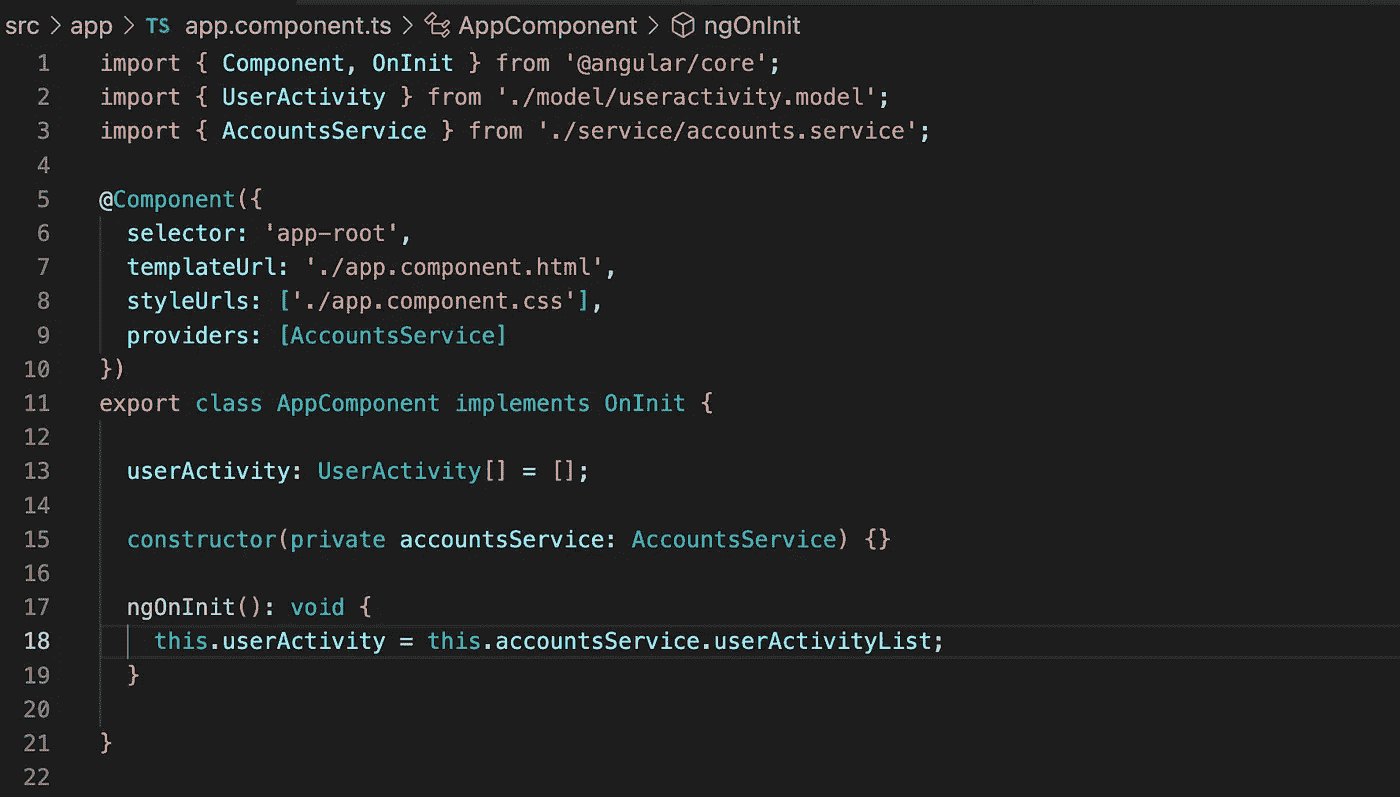 src > app > TS app.component.ts > AppComponent > ngOnInit
1 import { Component, OnInit } from '@angular/core';
2 import { UserActivity } from './model/useractivity.model';
3 import { AccountsService } from './service/accounts.service';
4
5 @Component({
6   selector: 'app-root',
7   templateUrl: './app.component.html',
8   styleUrls: ['./app.component.css'],
9   providers: [AccountsService]
10 })
11 export class AppComponent implements OnInit {
12
13   userActivity: UserActivity[] = [];
14
15   constructor(private accountsService: AccountsService) {}
16
17   ngOnInit(): void {
18     this.userActivity = this.accountsService.userActivityList;
19   }
20
21 }
22